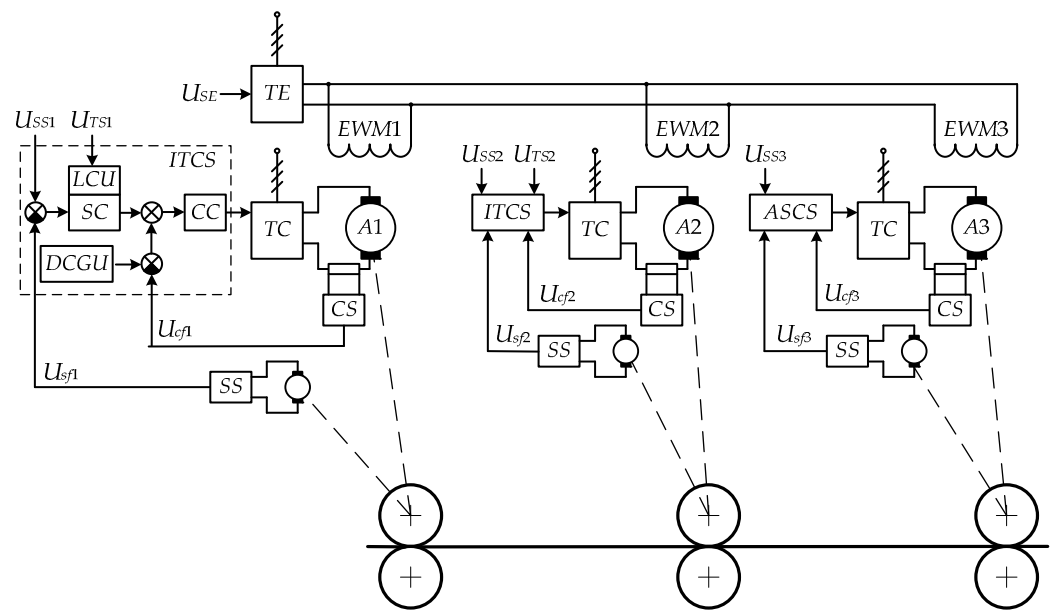 USE
TE
USS1
UTS1
EWM1
EWM2
EWM3
ITCS
LCU
SC
CC
TC
A1
DCGU
CS
Ucf1
Usf1
SS
USS2
UTS2
ITCS
TC
A2
CS
Ucf2
Usf2
SS
USS3
ASCS
TC
A3
CS
Ucf3
Usf3
SS